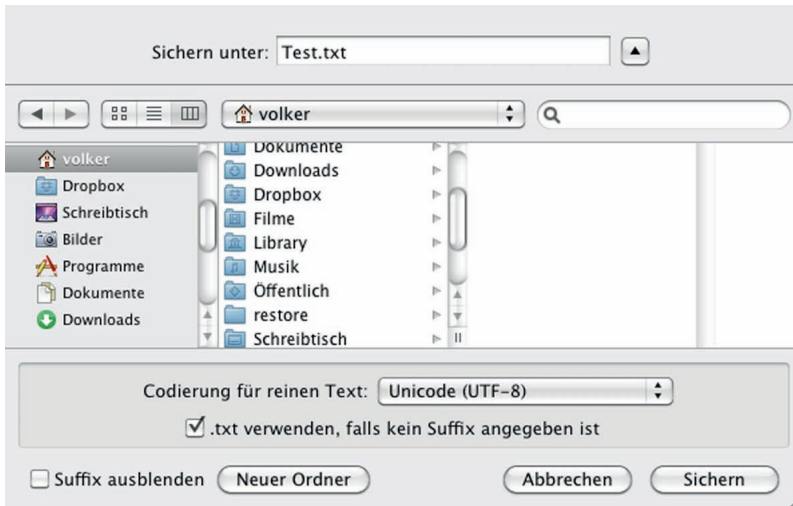 Sichern unter: Test.txt
volker
volker
Dropbox
Schreibtisch
Bilder
Programme
Dokumente
Downloads
Dokumente
Downloads
Dropbox
Filme
Library
Musik
Öffentlich
restore
Schreibtisch
Codierung für reinen Text: Unicode (UTF-8)
.txt verwenden, falls kein Suffix angegeben ist
Suffix ausblenden Neuer Ordner Abbrechen Sichern